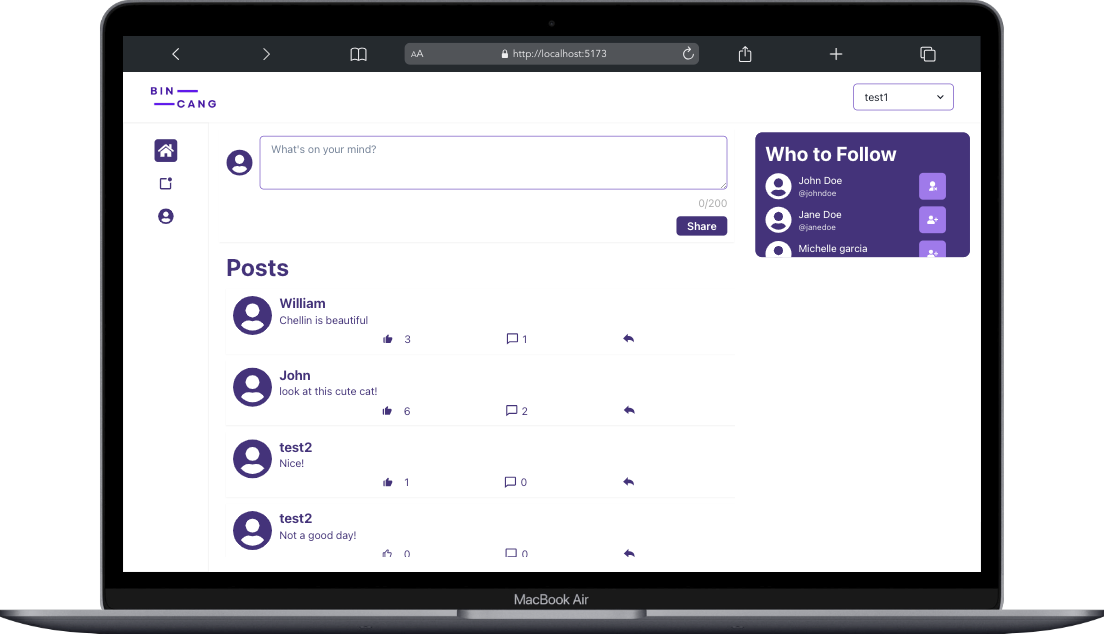 AA
http://localhost:5173
BIN
CANG
test1
What's on your mind?
0/200
Share
Who to Follow
John Doe
@johndoe
Jane Doe
@janedoe
Michelle garcia
Posts
William
Chellin is beautiful
3
1
John
look at this cute cat!
6
2
test2
Nice!
1
0
test2
Not a good day!
0
0
MacBook Air